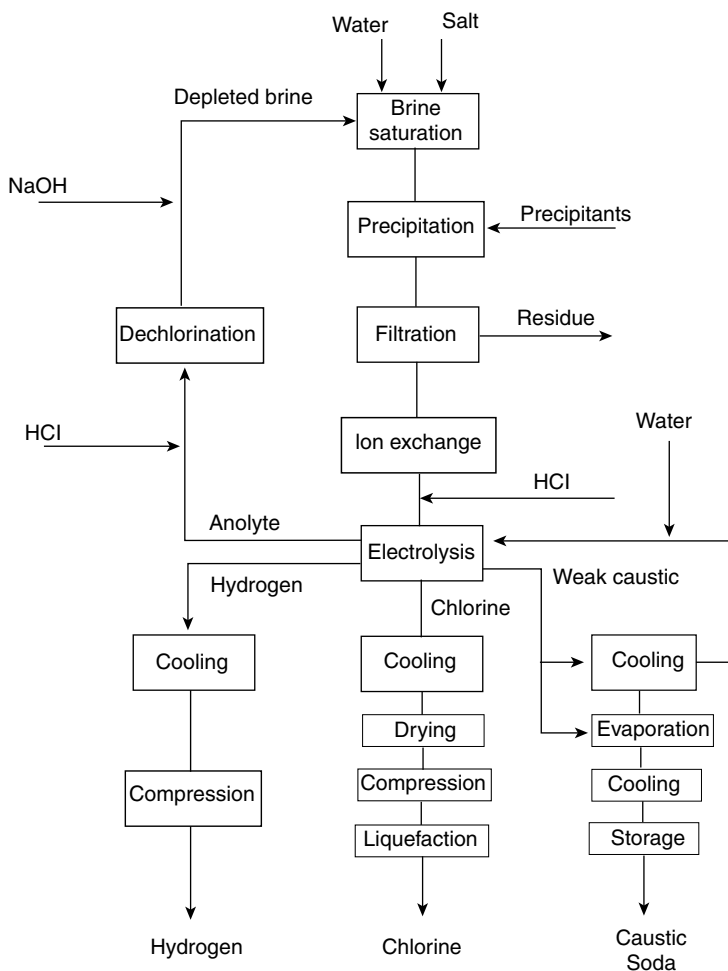 Water
Salt
Depleted brine
Brine
saturation
NaOH
Precipitation
Precipitants
Dechlorination
Filtration
Residue
HCl
Ion exchange
Water
HCl
Anolyte
Electrolysis
Hydrogen
Weak caustic
Chlorine
Cooling
Cooling
Cooling
Drying
Evaporation
Compression
Compression
Cooling
Liquefaction
Storage
Hydrogen
Chlorine
Caustic
Soda